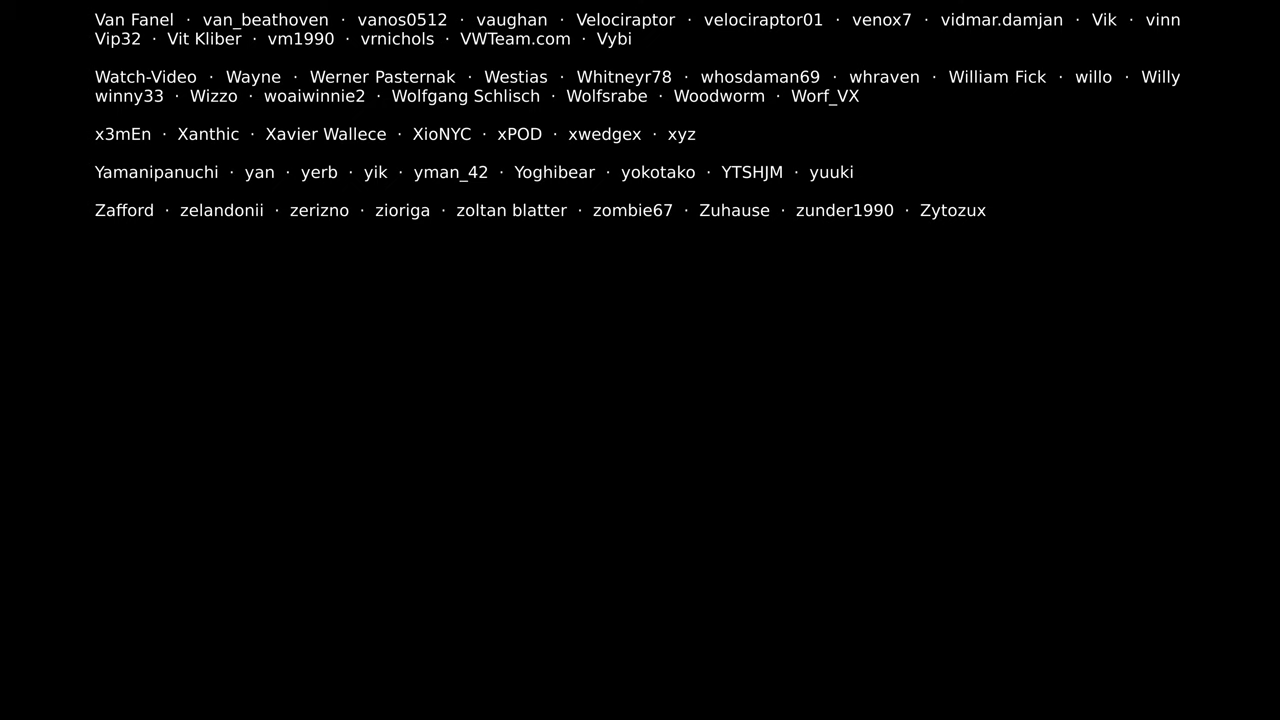 Van Fanel · van_beathoven · vanos0512 · vaughan · Velociraptor · velociraptor01 · venox7 · vidmar.damjan · Vik · vinn
Vip32 · Vit Kliber · vm1990 · vrnichols · VWTeam.com · Vybi
Watch-Video · Wayne · Werner Pasternak · Westias · Whitneyr78 · whosdaman69 · whraven · William Fick · willo · Willy
winny33 · Wizzo · woaiwinnie2 · Wolfgang Schlisch · Wolfsrabe · Woodworm · Worf_VX
x3mEn · Xanthic · Xavier Wallece · XioNYC · xPOD · xwedgex · xyz
Yamanipanuchi · yan · yerb · yik · yman_42 · Yoghibear · yokotako · YTSHJM · yuuki
Zafford · zelandonii · zerizno · zioriga · zoltan blatter · zombie67 · Zuhause · zunder1990 · Zytozux